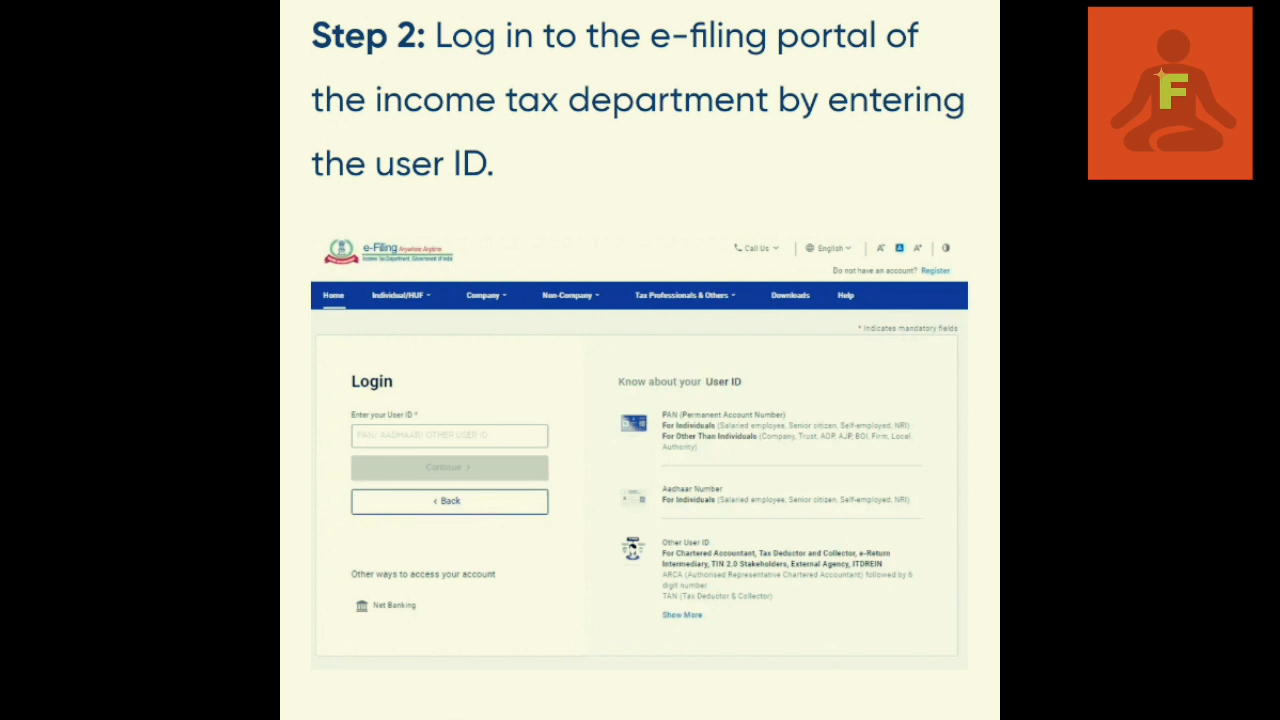 Step 2: Log in to the e-filing portal of
the income tax department by entering
the user ID.
F
e-Filing Anywhere Anytime
Income Tax Department, Government of India
Call Us
English
A-
A
A+
Do not have an account? Register
Home
Individual/HUF
Company
Non-Company
Tax Professionals & Others
Downloads
Help
* Indicates mandatory fields
Login
Enter your User ID *
PAN/ AADHAAR/ OTHER USER ID
Continue >
< Back
Other ways to access your account
Net Banking
Know about your User ID
PAN (Permanent Account Number)
For Individuals (Salaried employee, Senior citizen, Self-employed, NRI)
For Other Than Individuals (Company, Trust, AOP, AJP, BOI, Firm, Local
Authority)
Aadhaar Number
For Individuals (Salaried employee, Senior citizen, Self-employed, NRI)
Other User ID
For Chartered Accountant, Tax Deductor and Collector, e-Return
Intermediary, TIN 2.0 Stakeholders, External Agency, ITDREIN
ARCA (Authorised Representative Chartered Accountant) followed by 6
digit number
TAN (Tax Deductor & Collector)
Show More